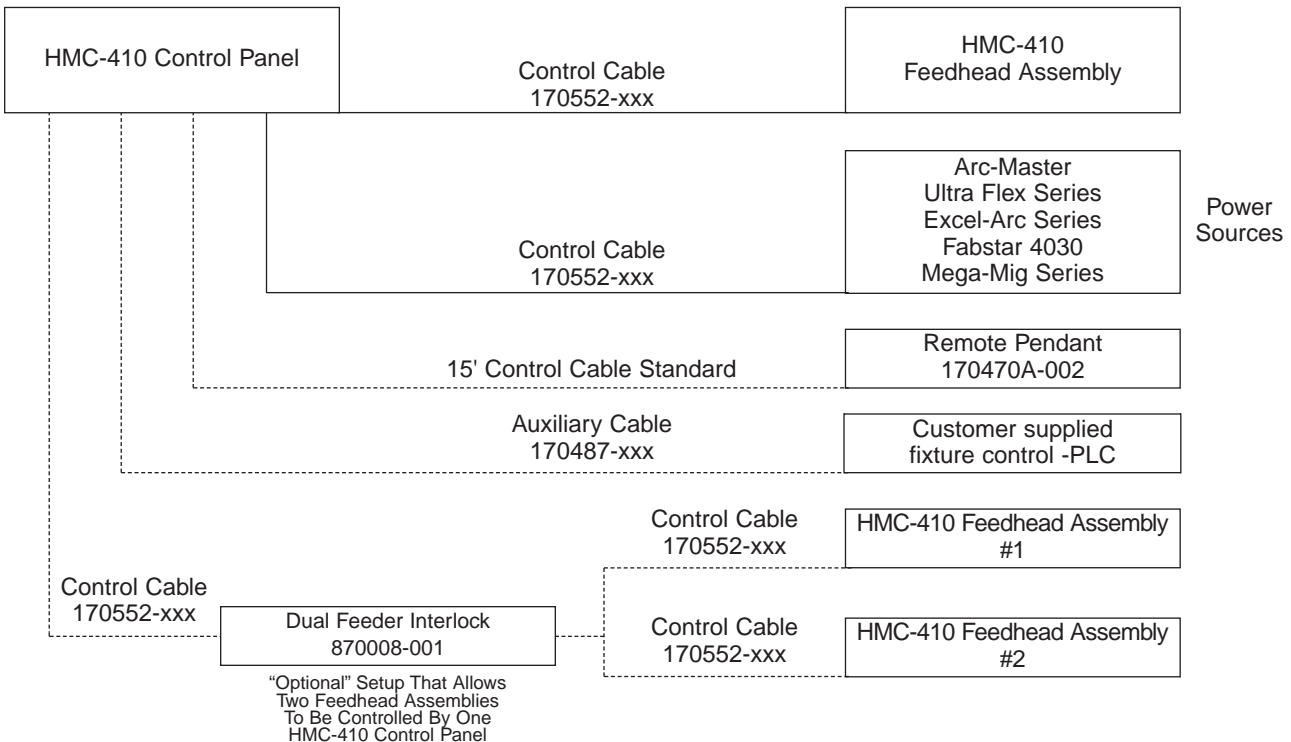 HMC-410 Control Panel
HMC-410
Feedhead Assembly
Control Cable
170552-xxx
Arc-Master
Ultra Flex Series
Excel-Arc Series
Fabstar 4030
Mega-Mig Series
Power
Sources
Control Cable
170552-xxx
15' Control Cable Standard
Remote Pendant
170470A-002
Auxiliary Cable
170487-xxx
Customer supplied
fixture control -PLC
Control Cable
170552-xxx
HMC-410 Feedhead Assembly
#1
Control Cable
170552-xxx
Dual Feeder Interlock
870008-001
Control Cable
170552-xxx
HMC-410 Feedhead Assembly
#2
“Optional” Setup That Allows
Two Feedhead Assemblies
To Be Controlled By One
HMC-410 Control Panel